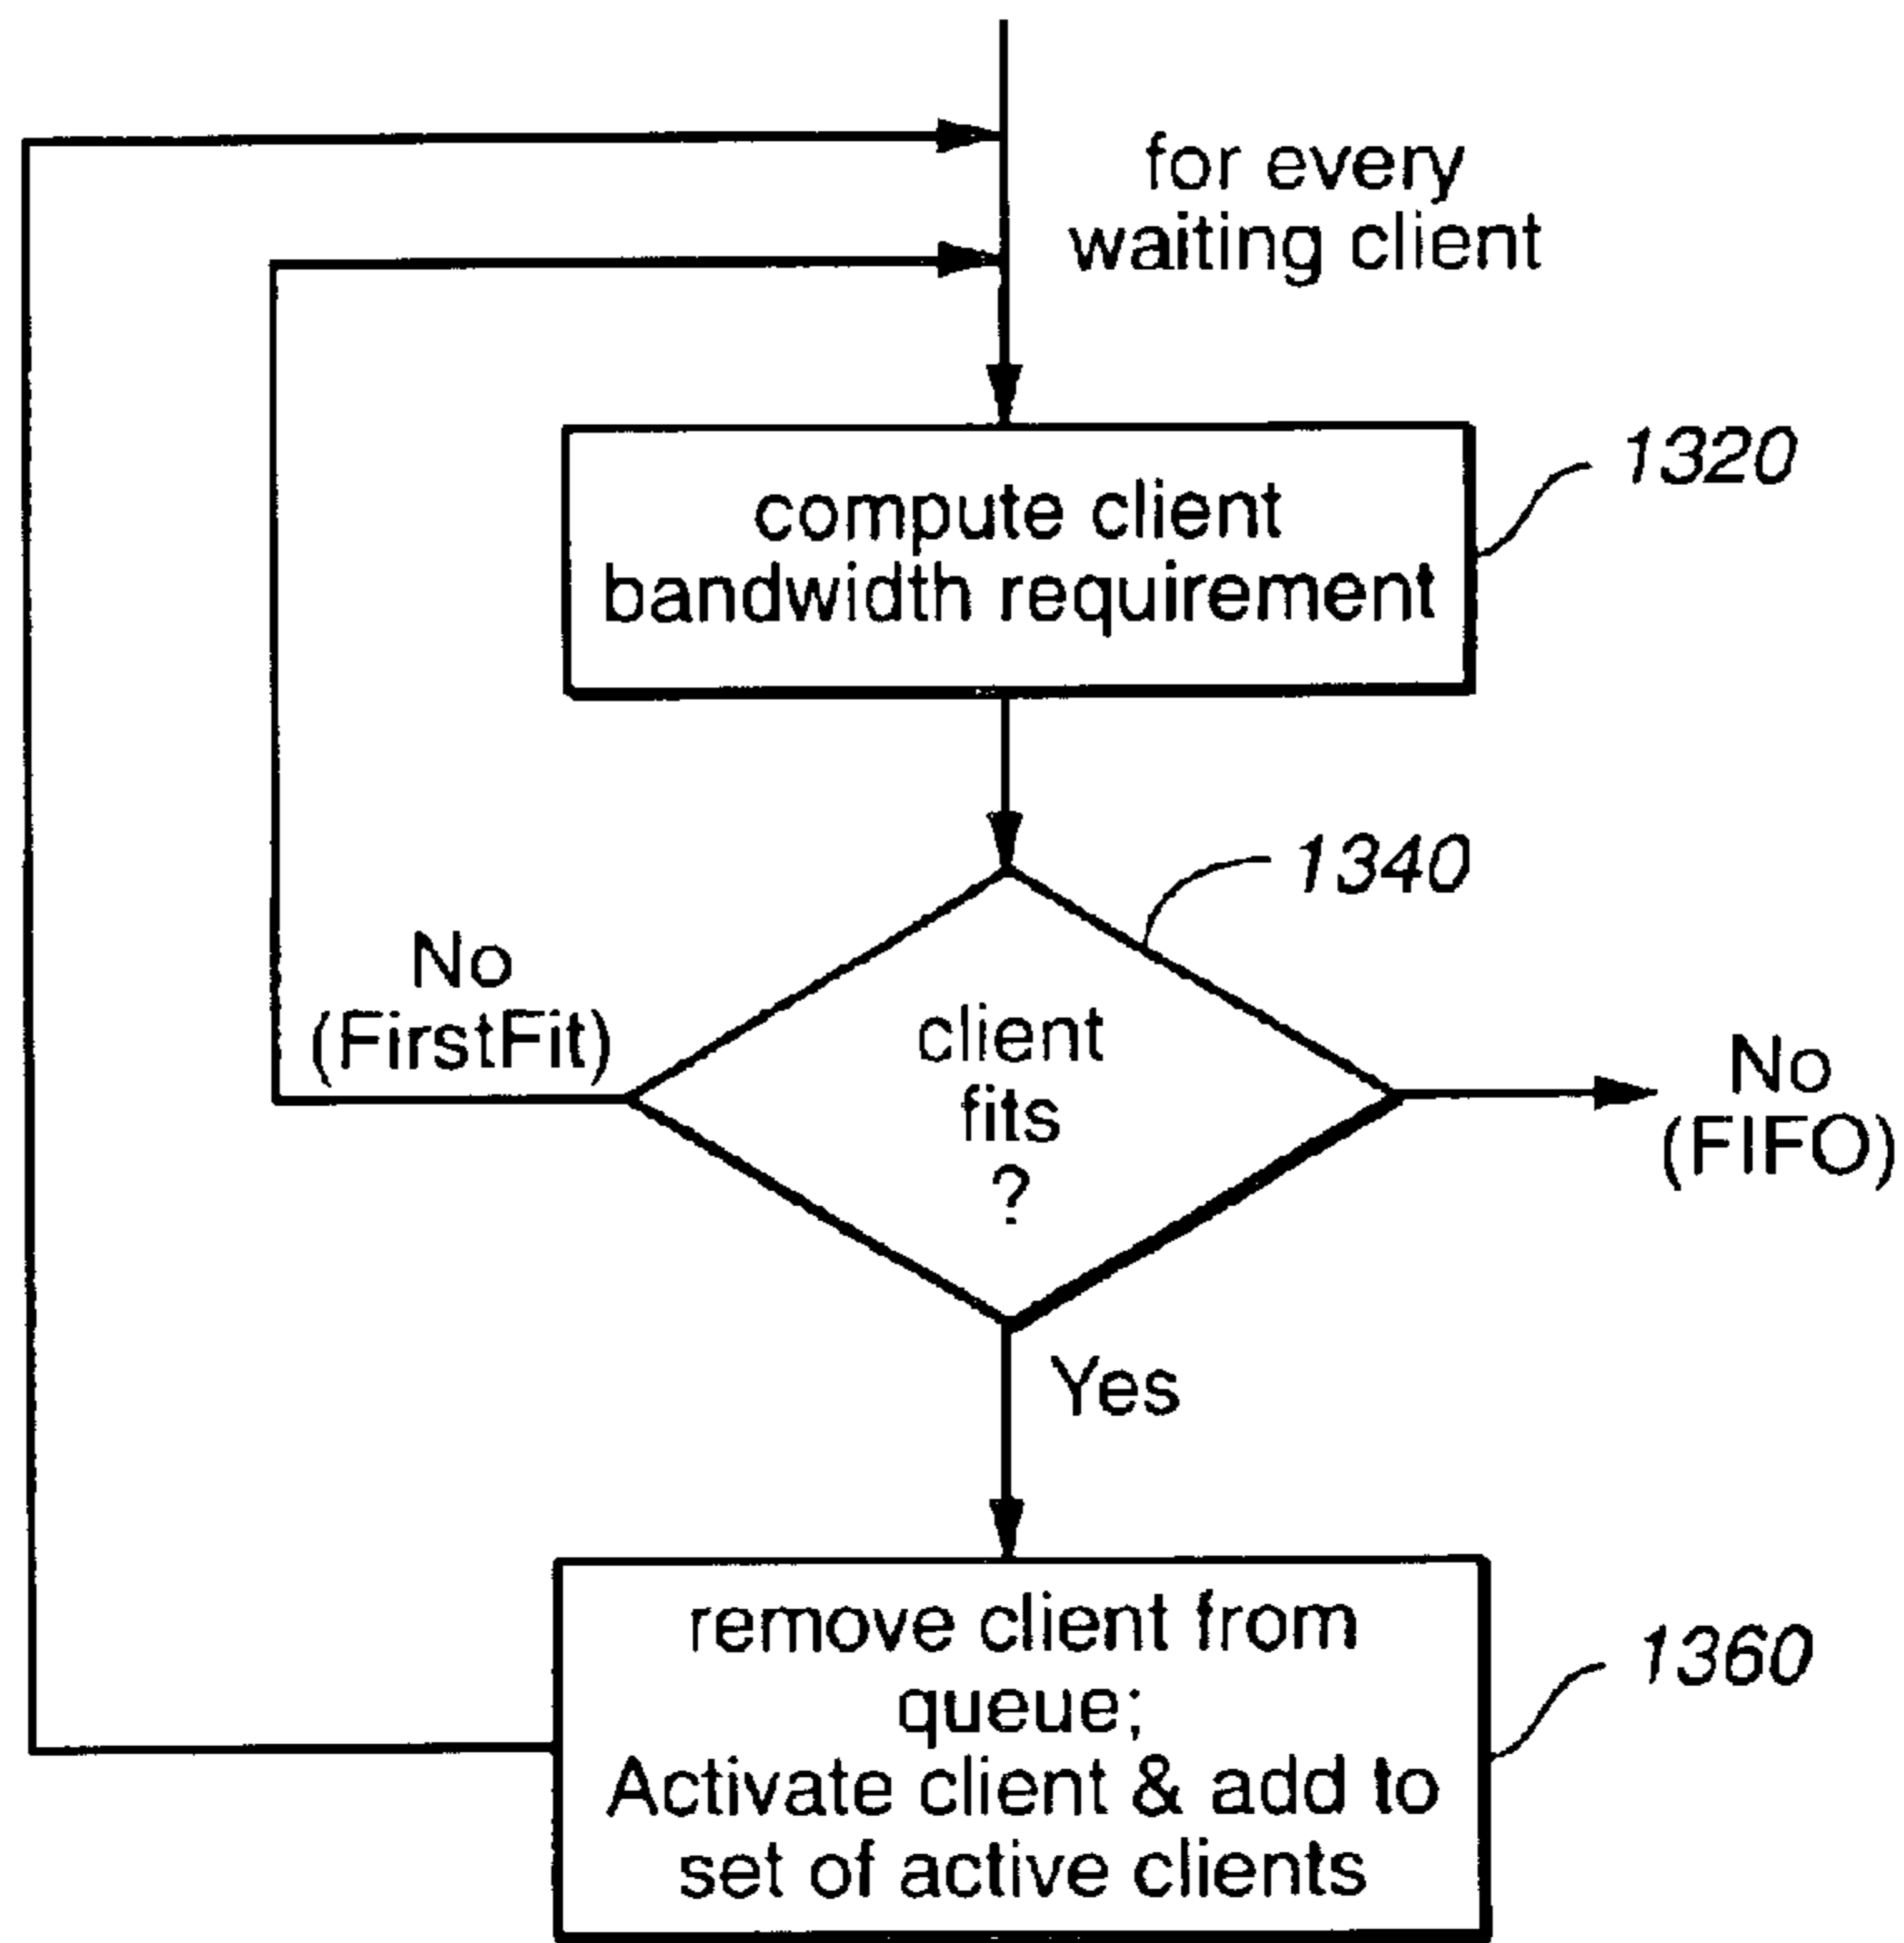 for every
waiting client
compute client
bandwidth requirement
1320
1340
No
(FirstFit)
client
fits
?
No
(FIFO)
Yes
remove client from
queue;
Activate client & add to
set of active clients
1360